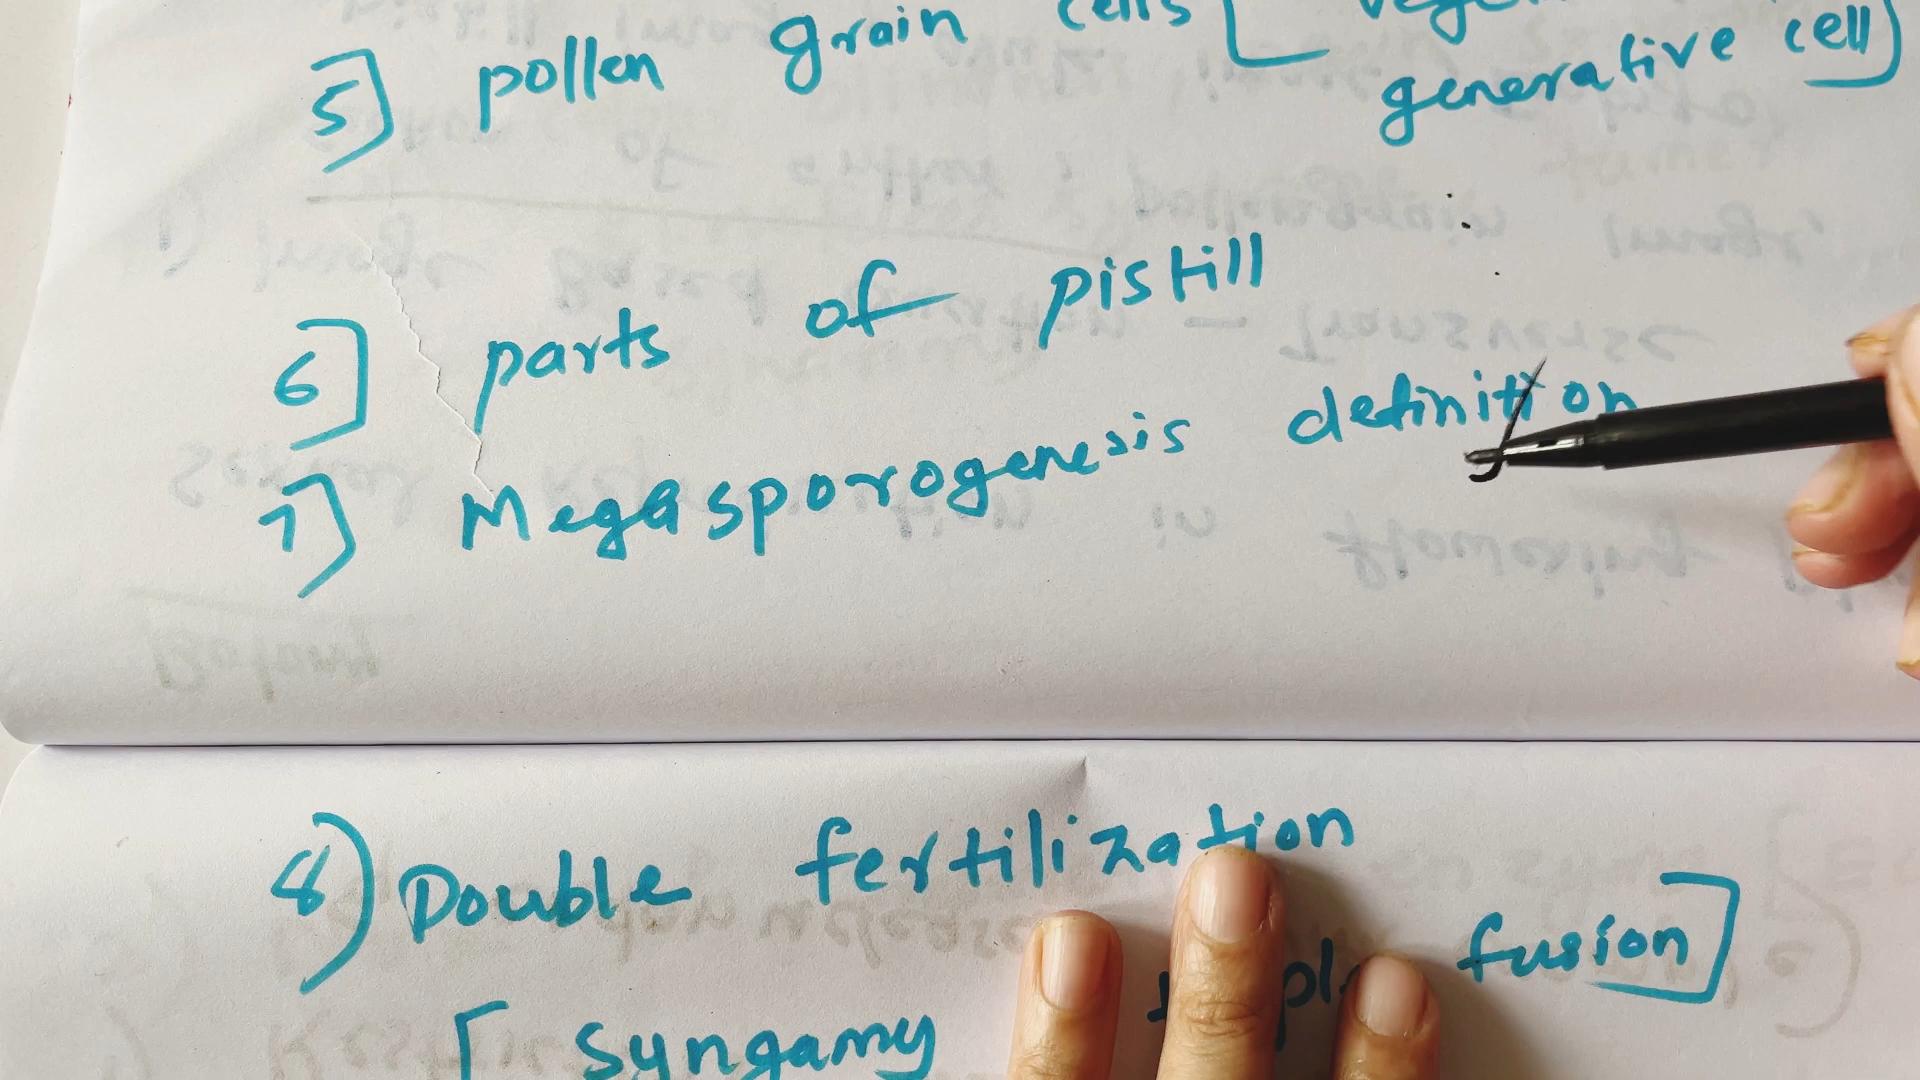 5] pollen grain cells [
generative cell]
6] parts of pistill
7] Megasporogenesis definition
8) Double fertilization
[ syngamy fusion]